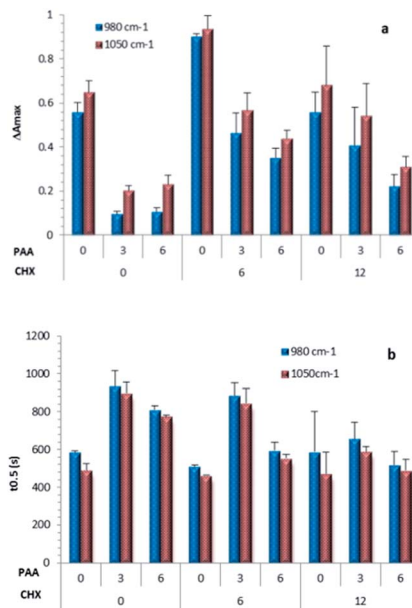 a
980 cm-1
1050 cm-1
ΔAmax
1
0.8
0.6
0.4
0.2
0
PAA 0 3 6 0 3 6 0 3 6
CHX 0 6 12
b
980 cm-1
1050cm-1
t0.5 (s)
1200
1000
800
600
400
200
0
PAA 0 3 6 0 3 6 0 3 6
CHX 0 6 12